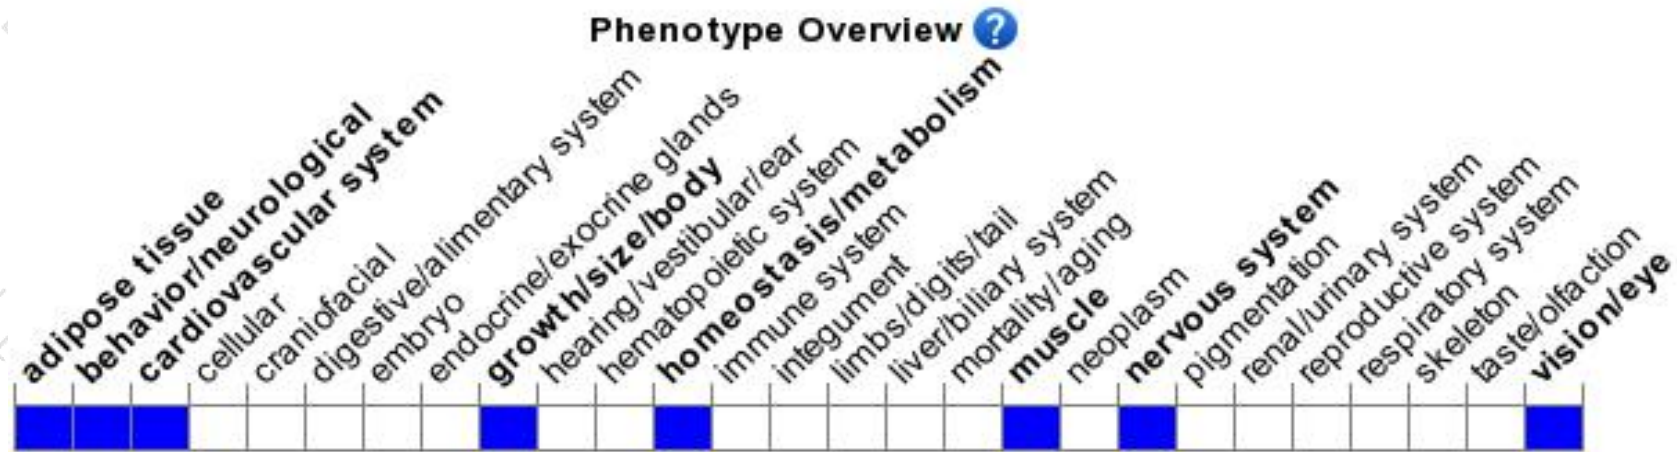 Phenotype Overview ?
adipose tissue
behavior/neurological
cardiovascular system
cellular
craniofacial
digestive/alimentary system
embryo
endocrine/exocrine glands
growth/size/body
hearing/vestibular/ear
hematopoietic system
homeostasis/metabolism
immune system
integument
limbs/digits/tail
liver/biliary system
mortality/aging
muscle
neoplasm
nervous system
pigmentation
renal/urinary system
reproductive system
respiratory system
skeleton
taste/olfaction
vision/eye